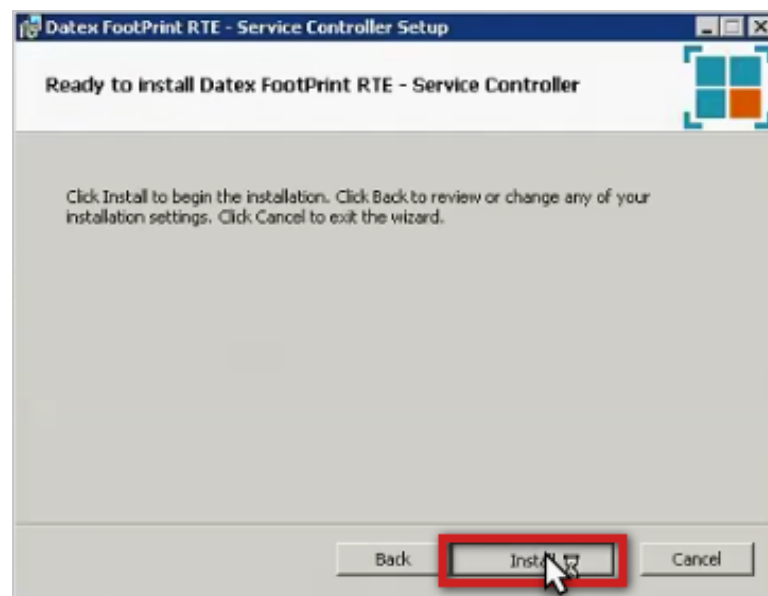 Datex FootPrint RTE - Service Controller Setup
Ready to install Datex FootPrint RTE - Service Controller
Click Install to begin the installation. Click Back to review or change any of your
installation settings. Click Cancel to exit the wizard.
Back Install Cancel